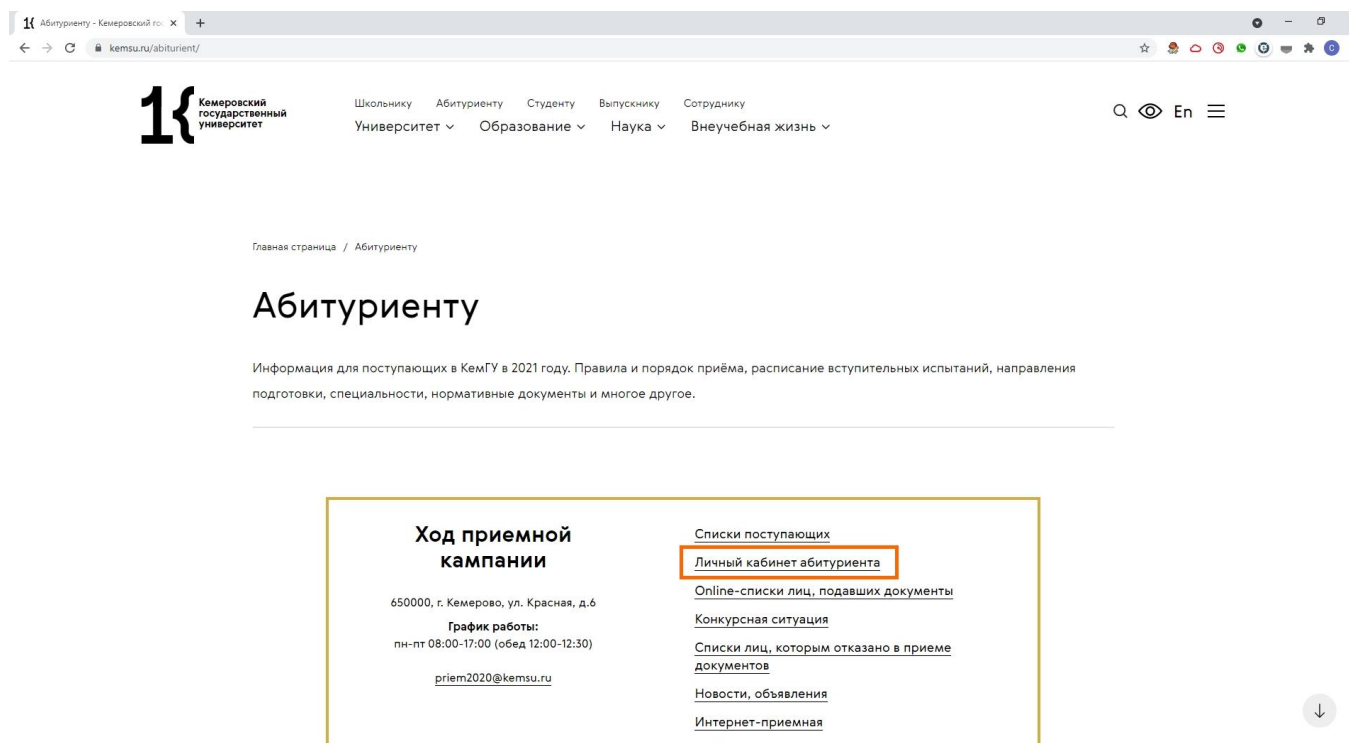 Абитуриенту - Кемеровский гос
kemsu.ru/abiturient/
Кемеровский
государственный
университет
Школьнику Абитуриенту Студенту Выпускнику Сотруднику
Университет Образование Наука Внеучебная жизнь
En
Главная страница / Абитуриенту
Абитуриенту
Информация для поступающих в КемГУ в 2021 году. Правила и порядок приёма, расписание вступительных испытаний, направления
подготовки, специальности, нормативные документы и многое другое.
Ход приемной
кампании
650000, г. Кемерово, ул. Красная, д.6
График работы:
пн-пт 08:00-17:00 (обед 12:00-12:30)
priem2020@kemsu.ru
Списки поступающих
Личный кабинет абитуриента
Online-списки лиц, подавших документы
Конкурсная ситуация
Списки лиц, которым отказано в приеме
документов
Новости, объявления
Интернет-приемная